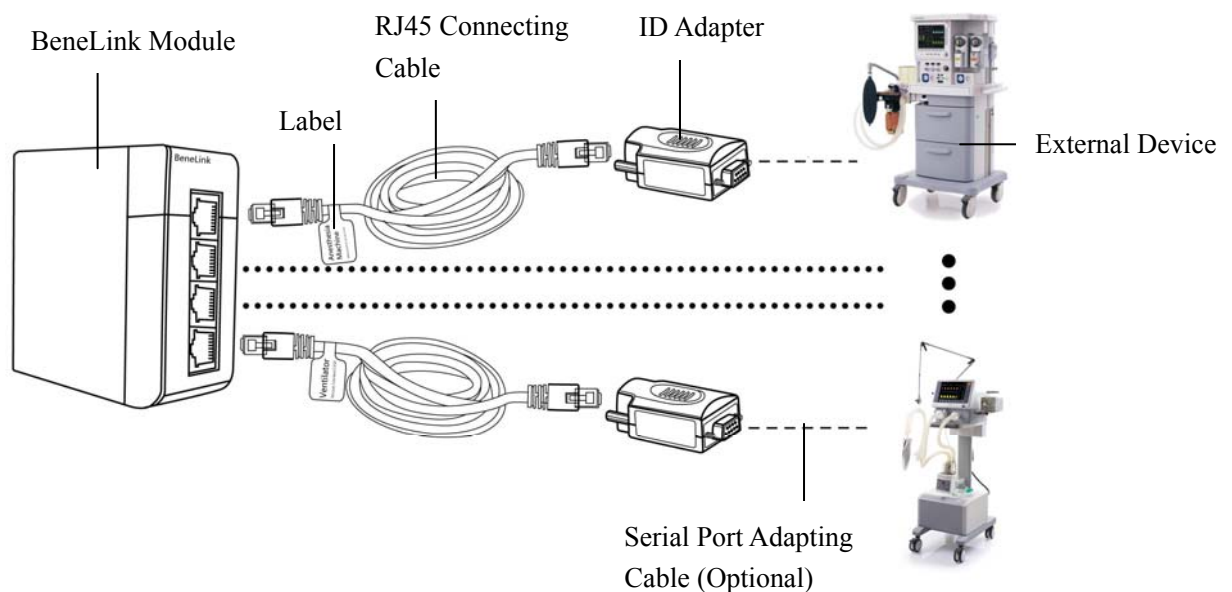 BeneLink Module
RJ45 Connecting
Cable
ID Adapter
Label
External Device
BeneLink
Anesthesia
Machine
Ventilator
Serial Port Adapting
Cable (Optional)